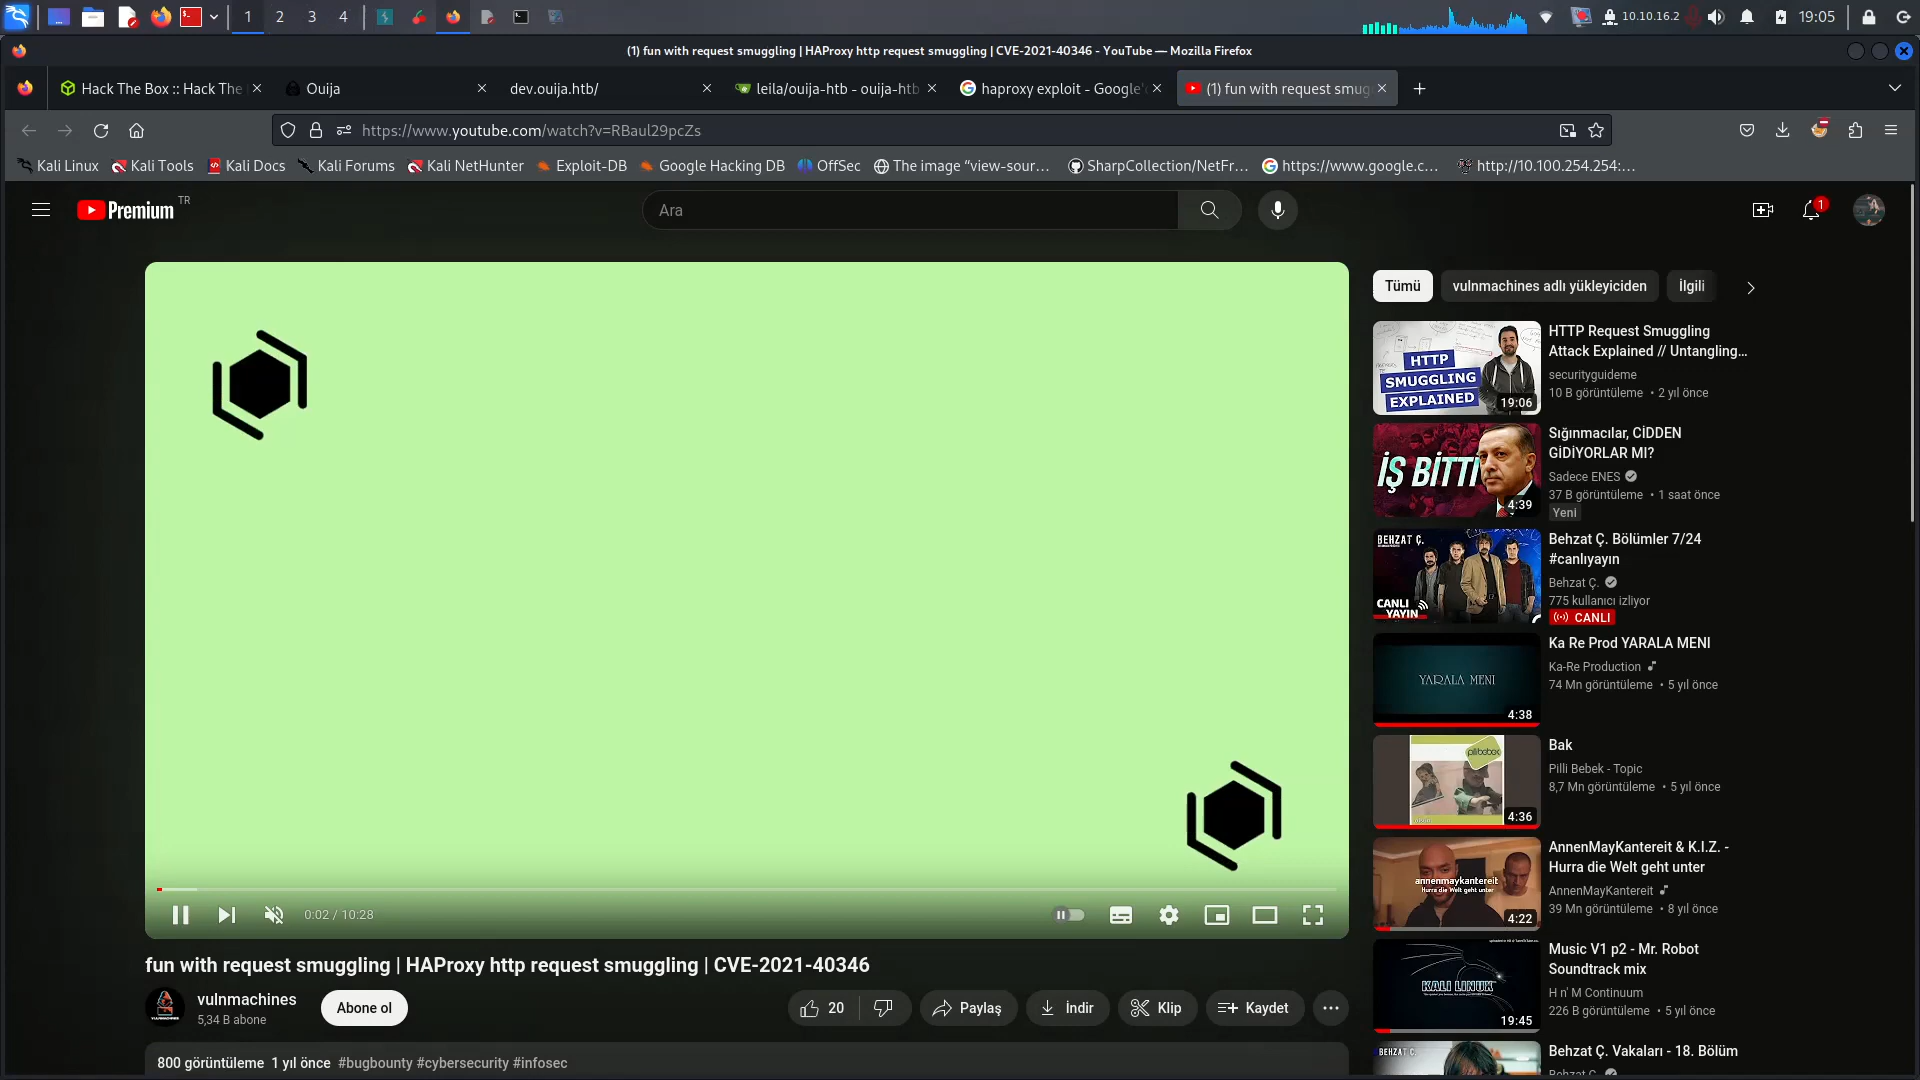 1 2 3 4
10.10.16.2
19:05
(1) fun with request smuggling | HAProxy http request smuggling | CVE-2021-40346 - YouTube — Mozilla Firefox
Hack The Box :: Hack The
Ouija
dev.ouija.htb/
leila/ouija-htb - ouija-htb
haproxy exploit - Google'
(1) fun with request smug
https://www.youtube.com/watch?v=RBaul29pcZs
Kali Linux
Kali Tools
Kali Docs
Kali Forums
Kali NetHunter
Exploit-DB
Google Hacking DB
OffSec
The image “view-sour…
SharpCollection/NetFr…
https://www.google.c…
http://10.100.254.254:…
Premium TR
Ara
1
0:02 / 10:28
fun with request smuggling | HAProxy http request smuggling | CVE-2021-40346
vulnmachines
5,34 B abone
Abone ol
20
Paylaş
İndir
Klip
Kaydet
800 görüntüleme 1 yıl önce #bugbounty #cybersecurity #infosec
Tümü
vulnmachines adlı yükleyiciden
İlgili
HTTP
SMUGGLING
EXPLAINED
19:06
HTTP Request Smuggling
Attack Explained // Untangling…
securityguideme
10 B görüntüleme • 2 yıl önce
İŞ BİTTİ
4:39
Sığınmacılar, CİDDEN
GİDİYORLAR MI?
Sadece ENES
37 B görüntüleme • 1 saat önce
Yeni
BEHZAT Ç.
CANLI
YAYIN
Behzat Ç. Bölümler 7/24
#canlıyayın
Behzat Ç.
775 kullanıcı izliyor
CANLI
YARALA MENI
4:38
Ka Re Prod YARALA MENI
Ka-Re Production
74 Mn görüntüleme • 5 yıl önce
pillibebek
4:36
Bak
Pilli Bebek - Topic
8,7 Mn görüntüleme • 5 yıl önce
annenmaykantereit
Hurra die Welt geht unter
4:22
AnnenMayKantereit & K.I.Z. -
Hurra die Welt geht unter
AnnenMayKantereit
39 Mn görüntüleme • 8 yıl önce
KALI LINUX
19:45
Music V1 p2 - Mr. Robot
Soundtrack mix
H n' M Continuum
226 B görüntüleme • 5 yıl önce
BEHZAT Ç.
Behzat Ç. Vakaları - 18. Bölüm
Behzat Ç.